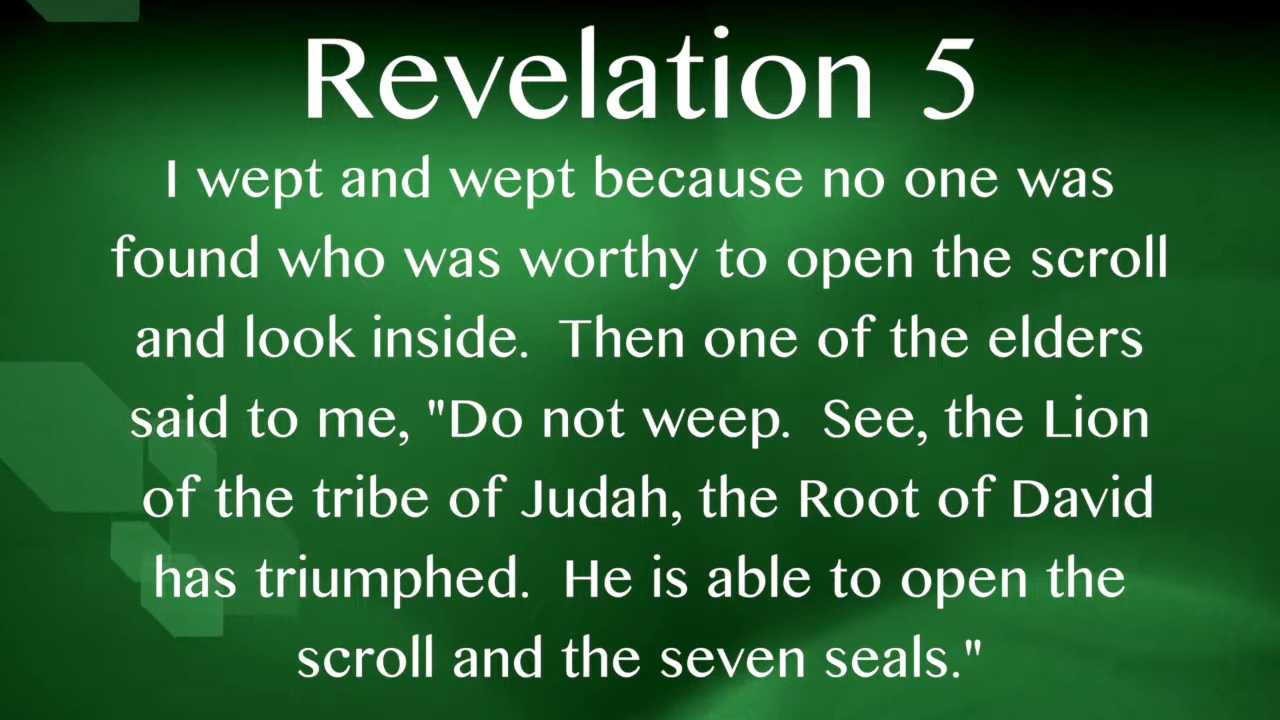 Revelation 5
I wept and wept because no one was
found who was worthy to open the scroll
and look inside.  Then one of the elders
said to me, "Do not weep.  See, the Lion
of the tribe of Judah, the Root of David
has triumphed.  He is able to open the
scroll and the seven seals."